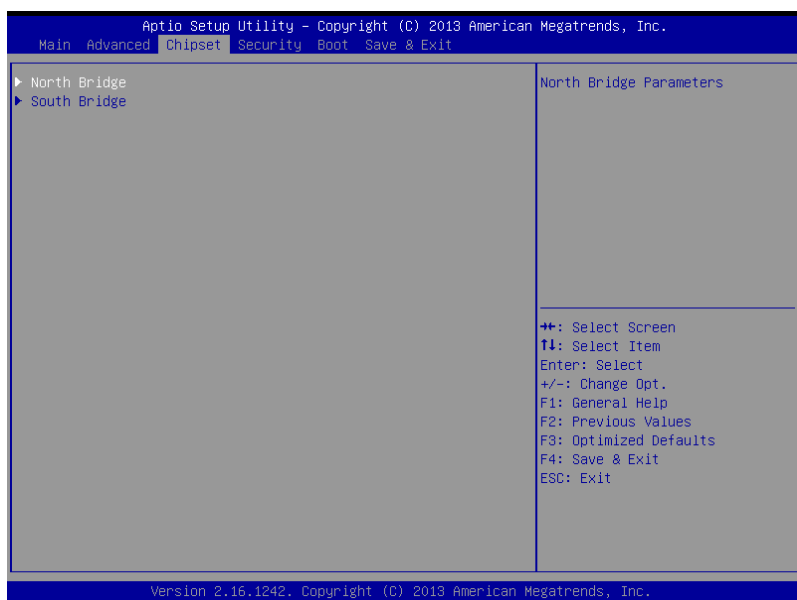 Aptio Setup Utility – Copyright (C) 2013 American Megatrends, Inc.
Main Advanced Chipset Security Boot Save & Exit
▶ North Bridge
▶ South Bridge
North Bridge Parameters
→←: Select Screen
↑↓: Select Item
Enter: Select
+/-: Change Opt.
F1: General Help
F2: Previous Values
F3: Optimized Defaults
F4: Save & Exit
ESC: Exit
Version 2.16.1242. Copyright (C) 2013 American Megatrends, Inc.